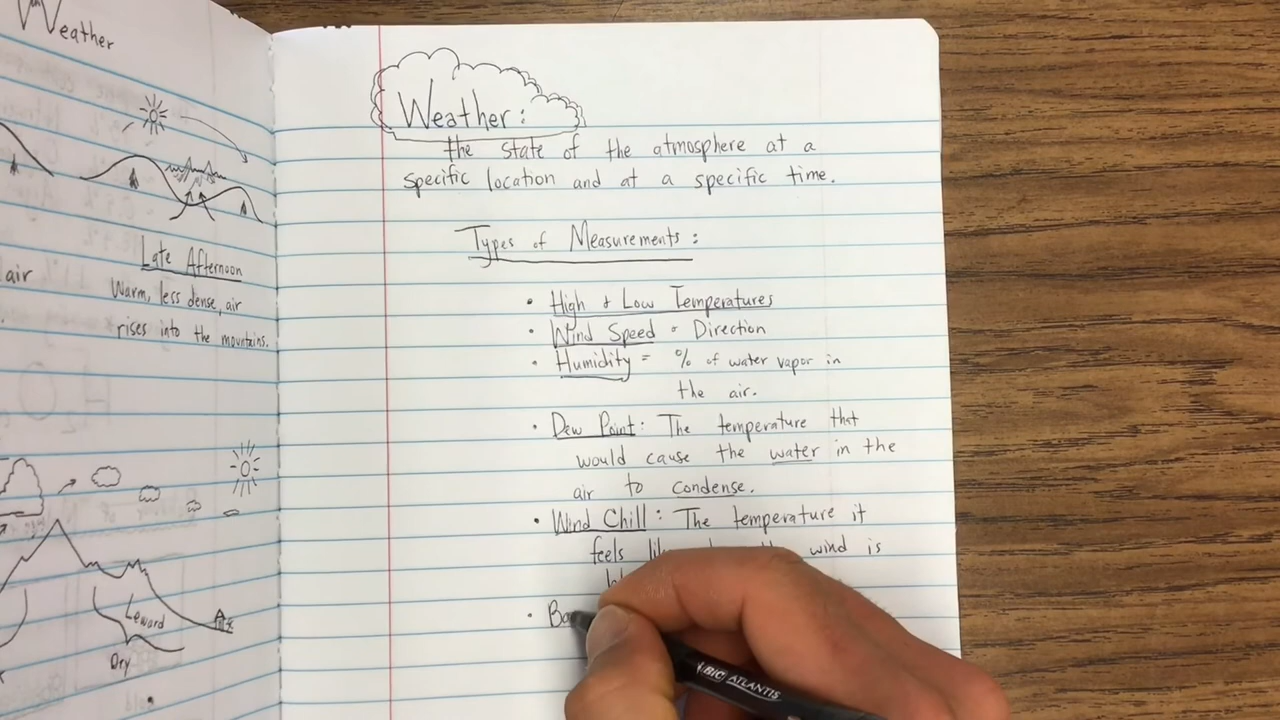 Weather
Late Afternoon
air
Warm, less dense, air
rises into the mountains.
Leward
Dry
Weather:
the state of the atmosphere at a
specific location and at a specific time.
Types of Measurements:
• High & Low Temperatures
• Wind Speed & Direction
• Humidity = % of water vapor in
the air.
• Dew Point: The temperature that
would cause the water in the
air to condense.
• Wind Chill: The temperature it
feels wind is
BIC ATLANTIS